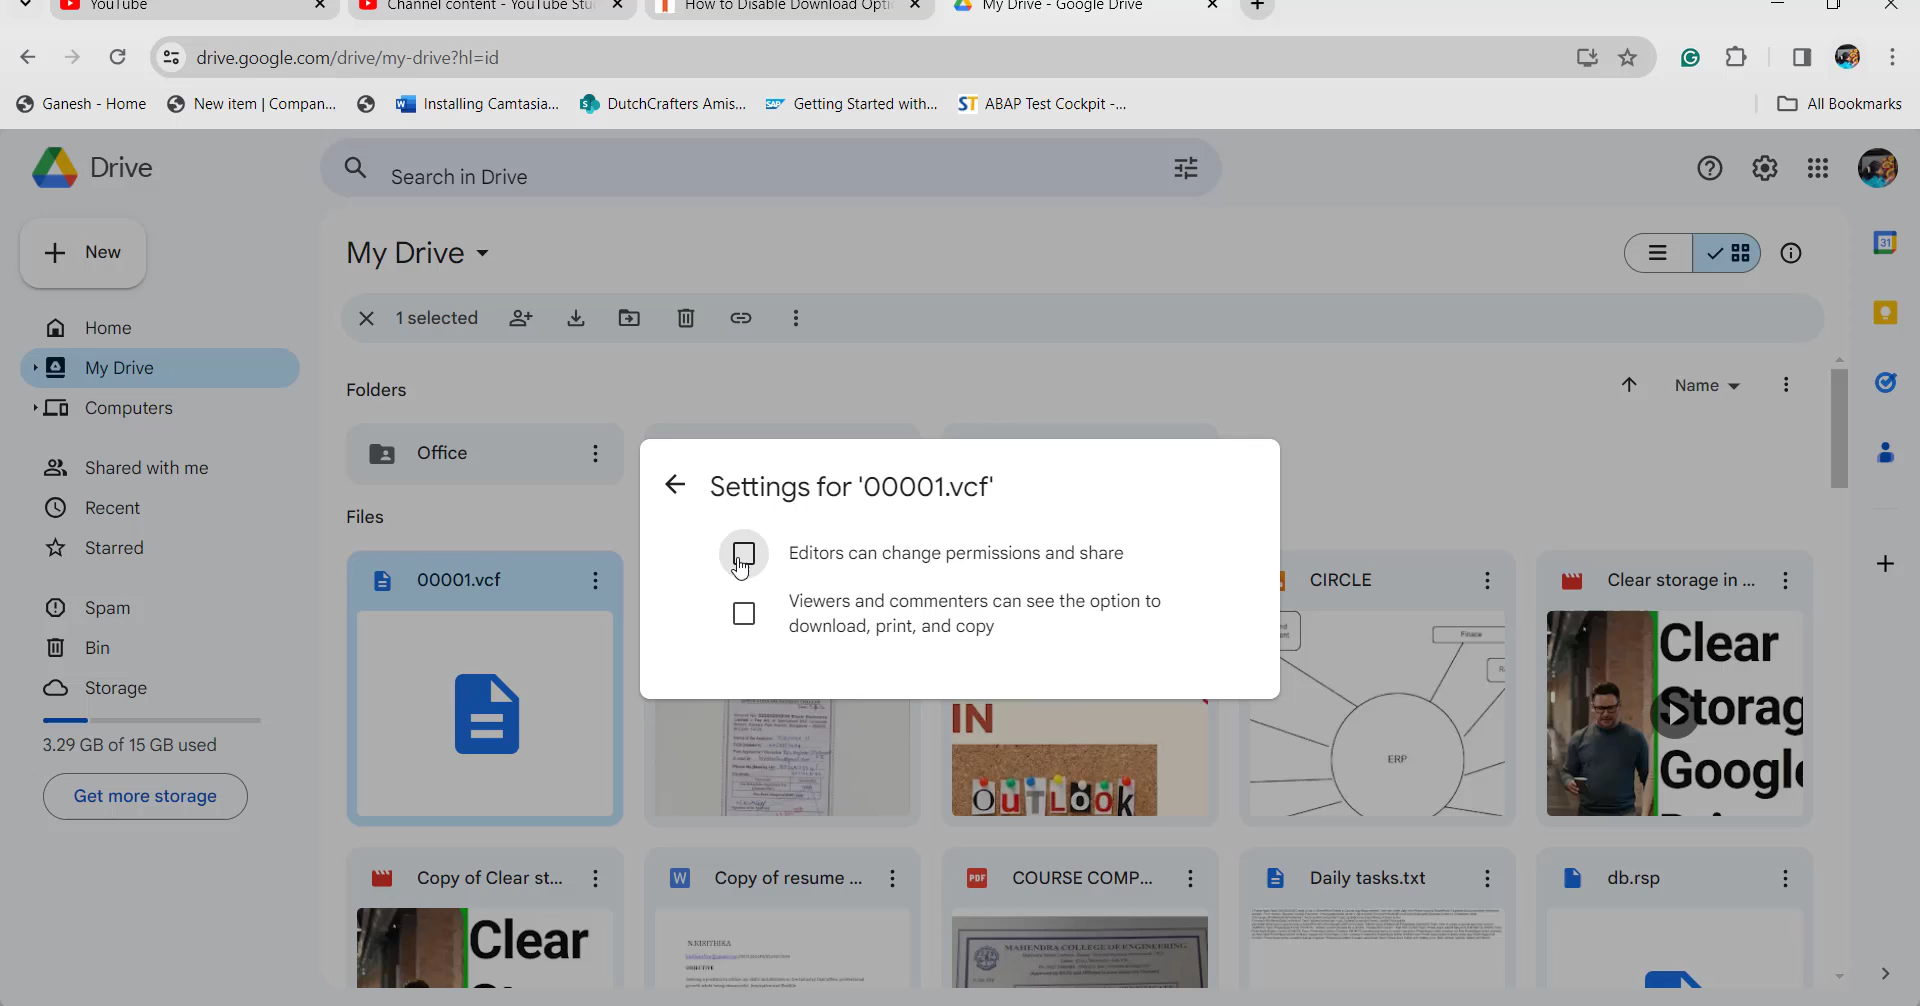 YouTube
Channel content - YouTube Stu
How to Disable Download Opti
My Drive - Google Drive
drive.google.com/drive/my-drive?hl=id
Ganesh - Home
New item | Compan...
Installing Camtasia...
DutchCrafters Amis...
Getting Started with...
ABAP Test Cockpit -...
All Bookmarks
Drive
Search in Drive
New
My Drive
1 selected
Home
My Drive
Computers
Shared with me
Recent
Starred
Spam
Bin
Storage
3.29 GB of 15 GB used
Get more storage
Folders
Name
Office
Files
Settings for '00001.vcf'
Editors can change permissions and share
Viewers and commenters can see the option to
download, print, and copy
00001.vcf
CIRCLE
Clear storage in ...
Finace
ERP
IN
OUTLOOK
Clear
Storag
Google
31
Copy of Clear st...
Copy of resume ...
COURSE COMP...
Daily tasks.txt
db.rsp
Clear
N.KIRITHIKA
OBJECTIVE
MAHENDRA COLLEGE OF ENGINEERING